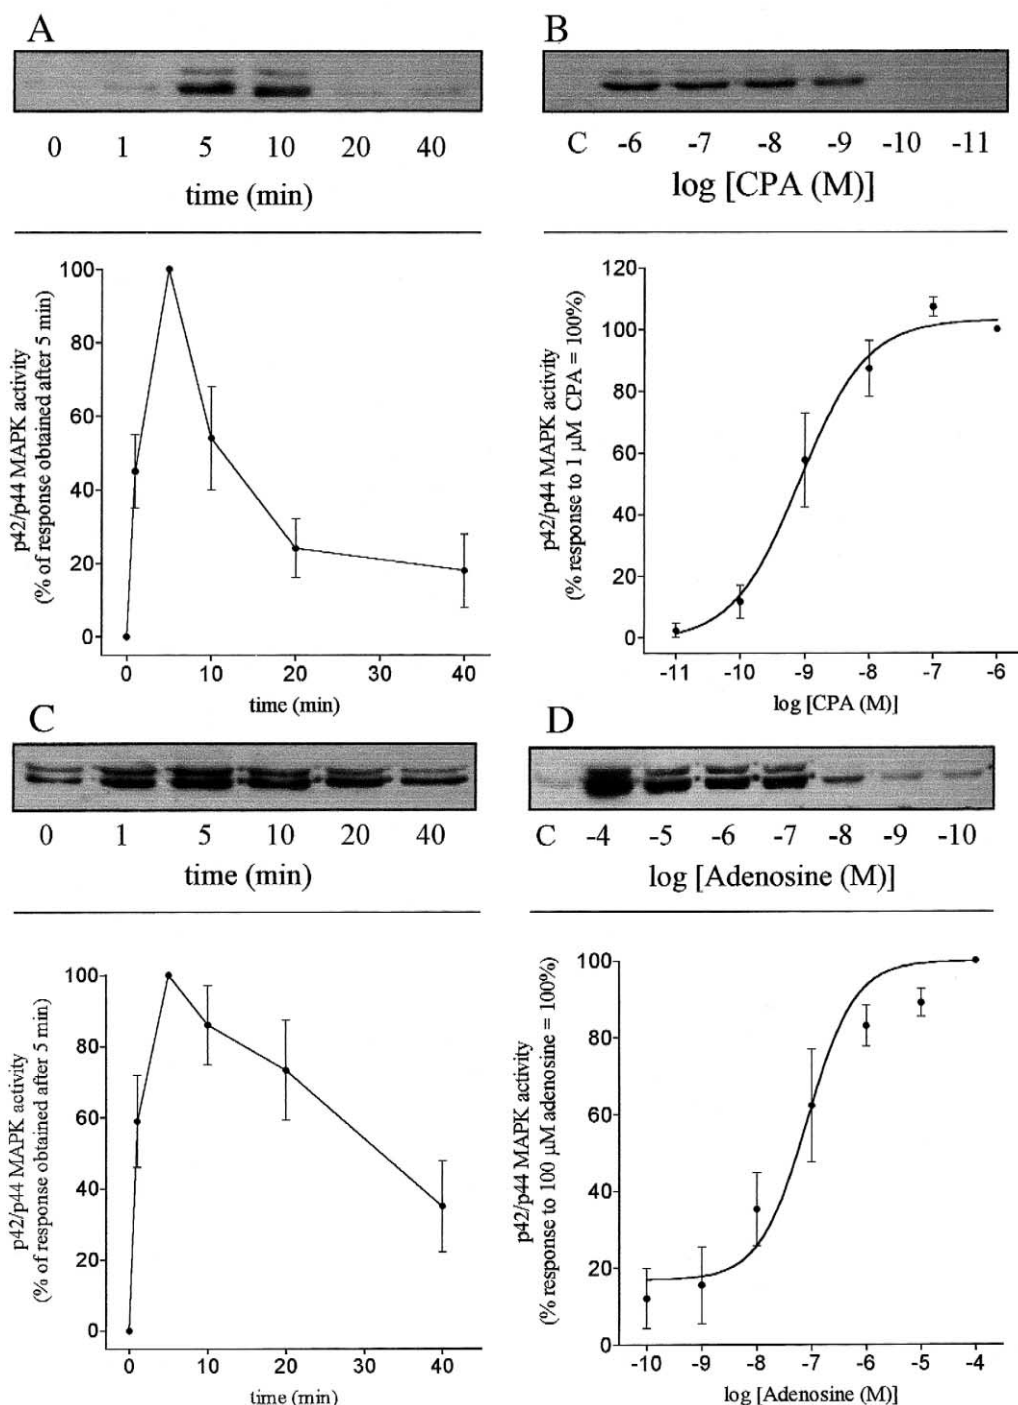 A
0 1 5 10 20 40
time (min)
100
80
60
40
20
0
p42/p44 MAPK activity
(% of response obtained after 5 min)
0 10 20 30 40
time (min)
B
C -6 -7 -8 -9 -10 -11
log [CPA (M)]
120
100
80
60
40
20
0
p42/p44 MAPK activity
(% response to 1 µM CPA = 100%)
-11 -10 -9 -8 -7 -6
log [CPA (M)]
C
0 1 5 10 20 40
time (min)
100
80
60
40
20
0
p42/p44 MAPK activity
(% of response obtained after 5 min)
0 10 20 30 40
time (min)
D
C -4 -5 -6 -7 -8 -9 -10
log [Adenosine (M)]
100
80
60
40
20
0
p42/p44 MAPK activity
(% response to 100 µM adenosine = 100%)
-10 -9 -8 -7 -6 -5 -4
log [Adenosine (M)]